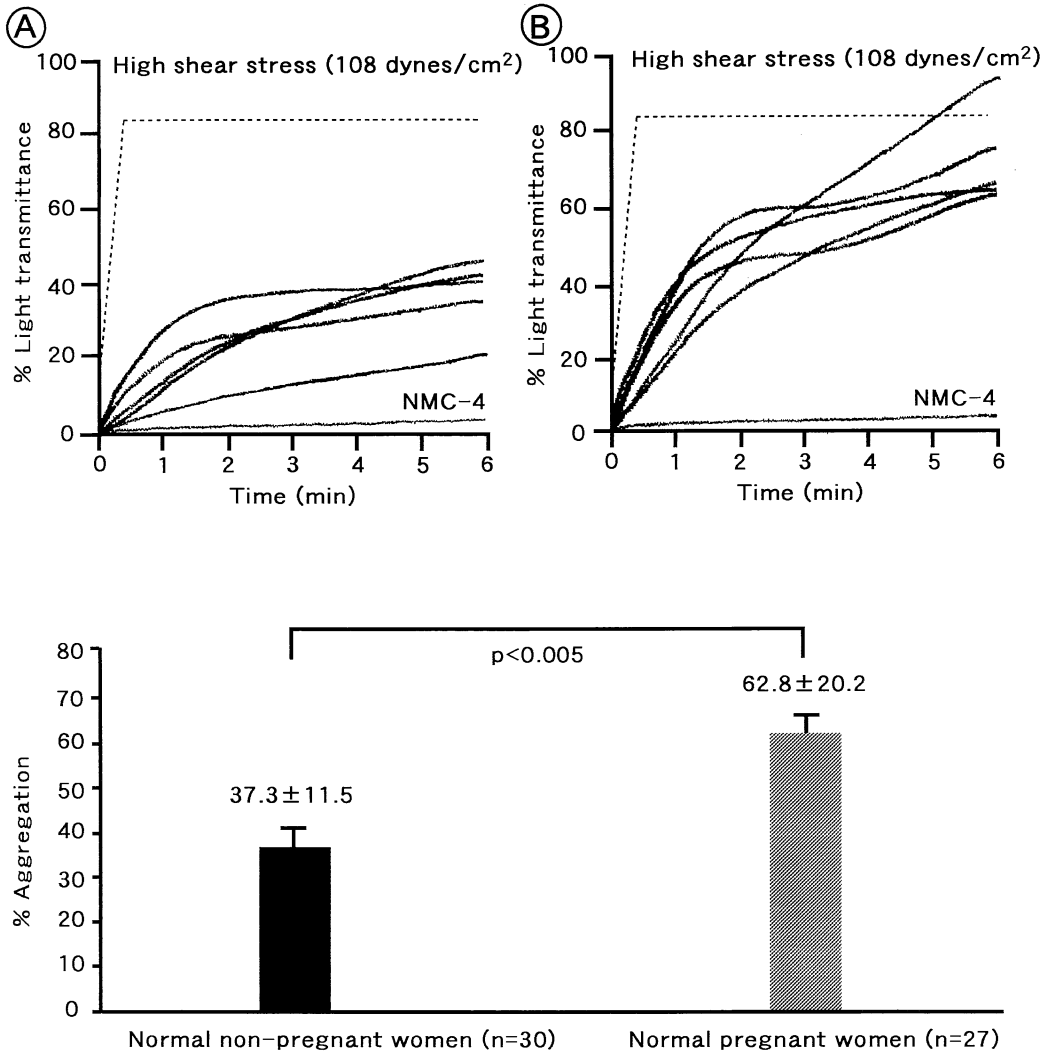 A
High shear stress (108 dynes/cm²)
% Light transmittance
100
80
60
40
20
0
NMC-4
0 1 2 3 4 5 6
Time (min)
B
High shear stress (108 dynes/cm²)
% Light transmittance
100
80
60
40
20
0
NMC-4
0 1 2 3 4 5 6
Time (min)
% Aggregation
80
70
60
50
40
30
20
10
0
p<0.005
37.3±11.5
62.8±20.2
Normal non-pregnant women (n=30)
Normal pregnant women (n=27)